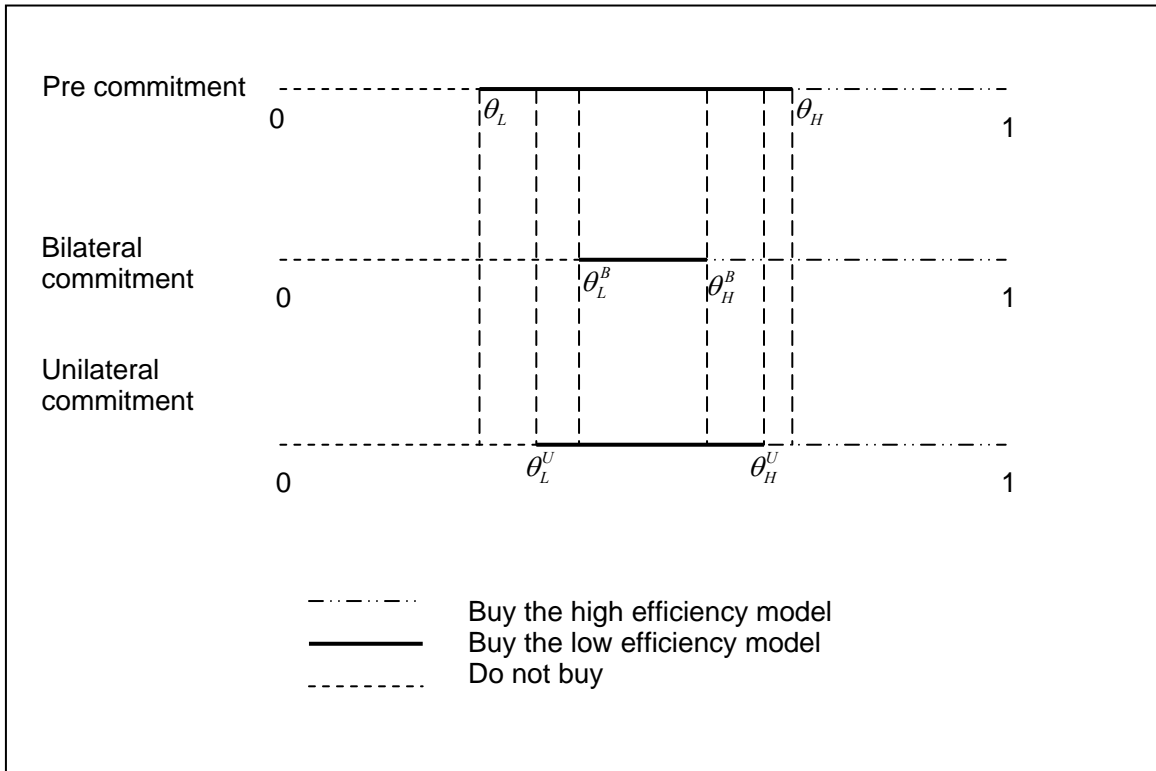 Pre commitment
0 θ_L θ_H 1
Bilateral
commitment
0 θ_L^B θ_H^B 1
Unilateral
commitment
0 θ_L^U θ_H^U 1
Buy the high efficiency model
Buy the low efficiency model
Do not buy